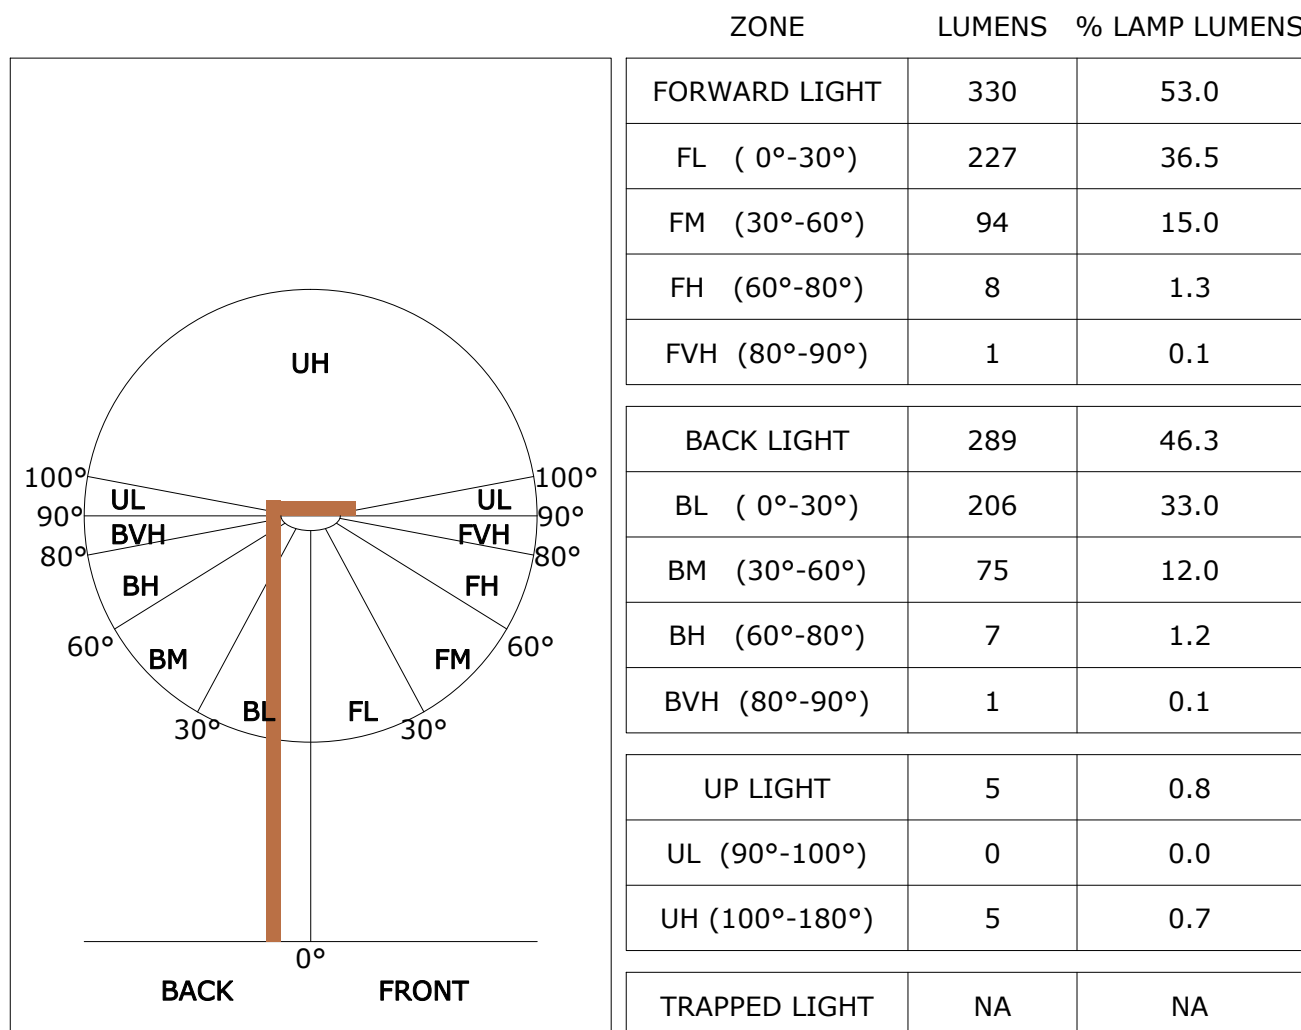 ZONE LUMENS % LAMP LUMENS
FORWARD LIGHT 330 53.0
FL ( 0°-30°) 227 36.5
FM (30°-60°) 94 15.0
FH (60°-80°) 8 1.3
FVH (80°-90°) 1 0.1
BACK LIGHT 289 46.3
BL ( 0°-30°) 206 33.0
BM (30°-60°) 75 12.0
BH (60°-80°) 7 1.2
BVH (80°-90°) 1 0.1
UP LIGHT 5 0.8
UL (90°-100°) 0 0.0
UH (100°-180°) 5 0.7
TRAPPED LIGHT NA NA
UH
100° 100°
UL UL
90° 90°
BVH FVH
80° 80°
BH FH
60° 60°
BM FM
BL FL
30° 30°
0°
BACK FRONT